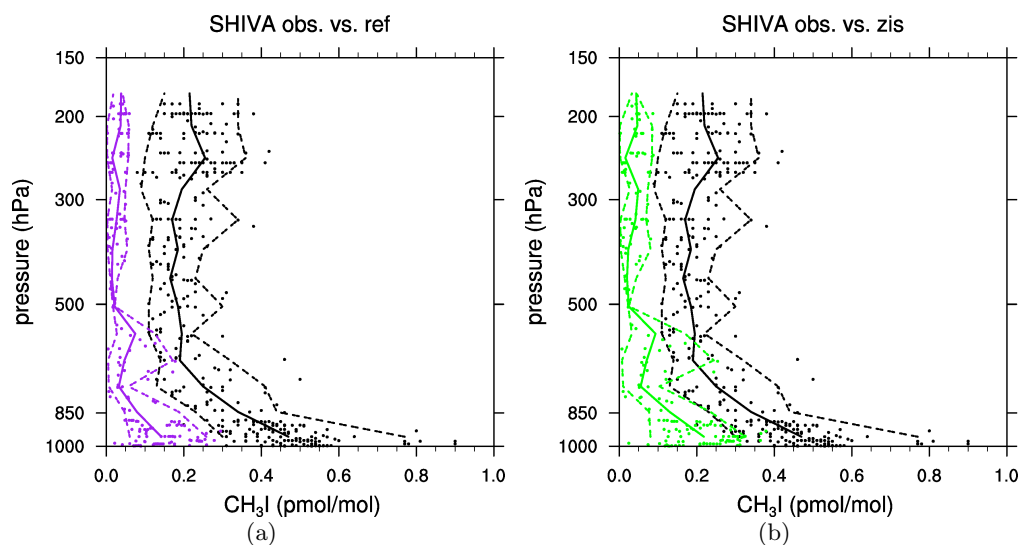 SHIVA obs. vs. ref
SHIVA obs. vs. zis
150
200
300
500
850
1000
pressure (hPa)
0.0 0.2 0.4 0.6 0.8 1.0
CH₃I (pmol/mol)
(a)
150
200
300
500
850
1000
pressure (hPa)
0.0 0.2 0.4 0.6 0.8 1.0
CH₃I (pmol/mol)
(b)